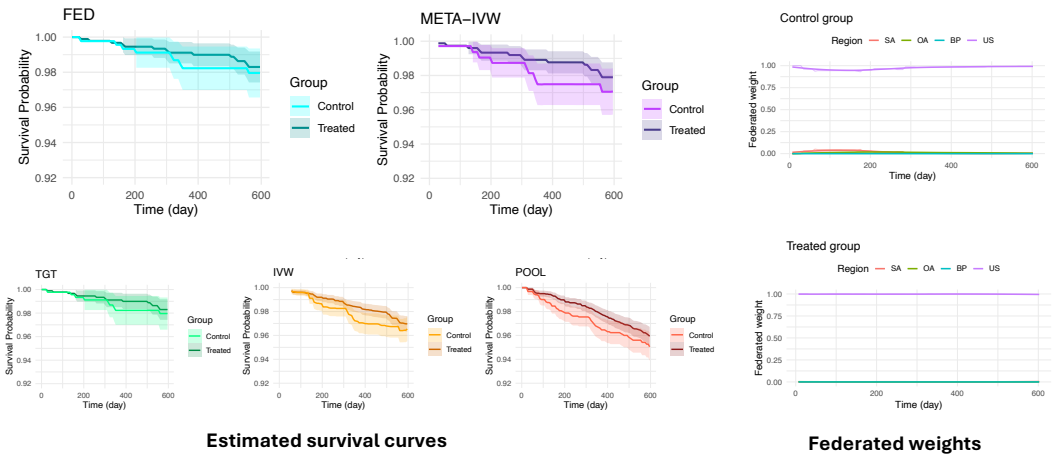 FED
Survival Probability
1.00
0.98
0.96
0.94
0.92
0
200
400
600
Time (day)
Group
Control
Treated
META−IVW
Survival Probability
1.00
0.98
0.96
0.94
0.92
0
200
400
600
Time (day)
Group
Control
Treated
Control group
Region SA OA BP US
Federated weight
1.00
0.75
0.50
0.25
0.00
0
200
400
600
Time (day)
TGT
Survival Probability
1.00
0.98
0.96
0.94
0.92
0
200
400
600
Time (day)
Group
Control
Treated
IVW
Survival Probability
1.00
0.98
0.96
0.94
0.92
0
200
400
600
Time (day)
Group
Control
Treated
POOL
Survival Probability
1.00
0.98
0.96
0.94
0.92
0
200
400
600
Time (day)
Group
Control
Treated
Treated group
Region SA OA BP US
Federated weight
1.00
0.75
0.50
0.25
0.00
0
200
400
600
Time (day)
Estimated survival curves
Federated weights